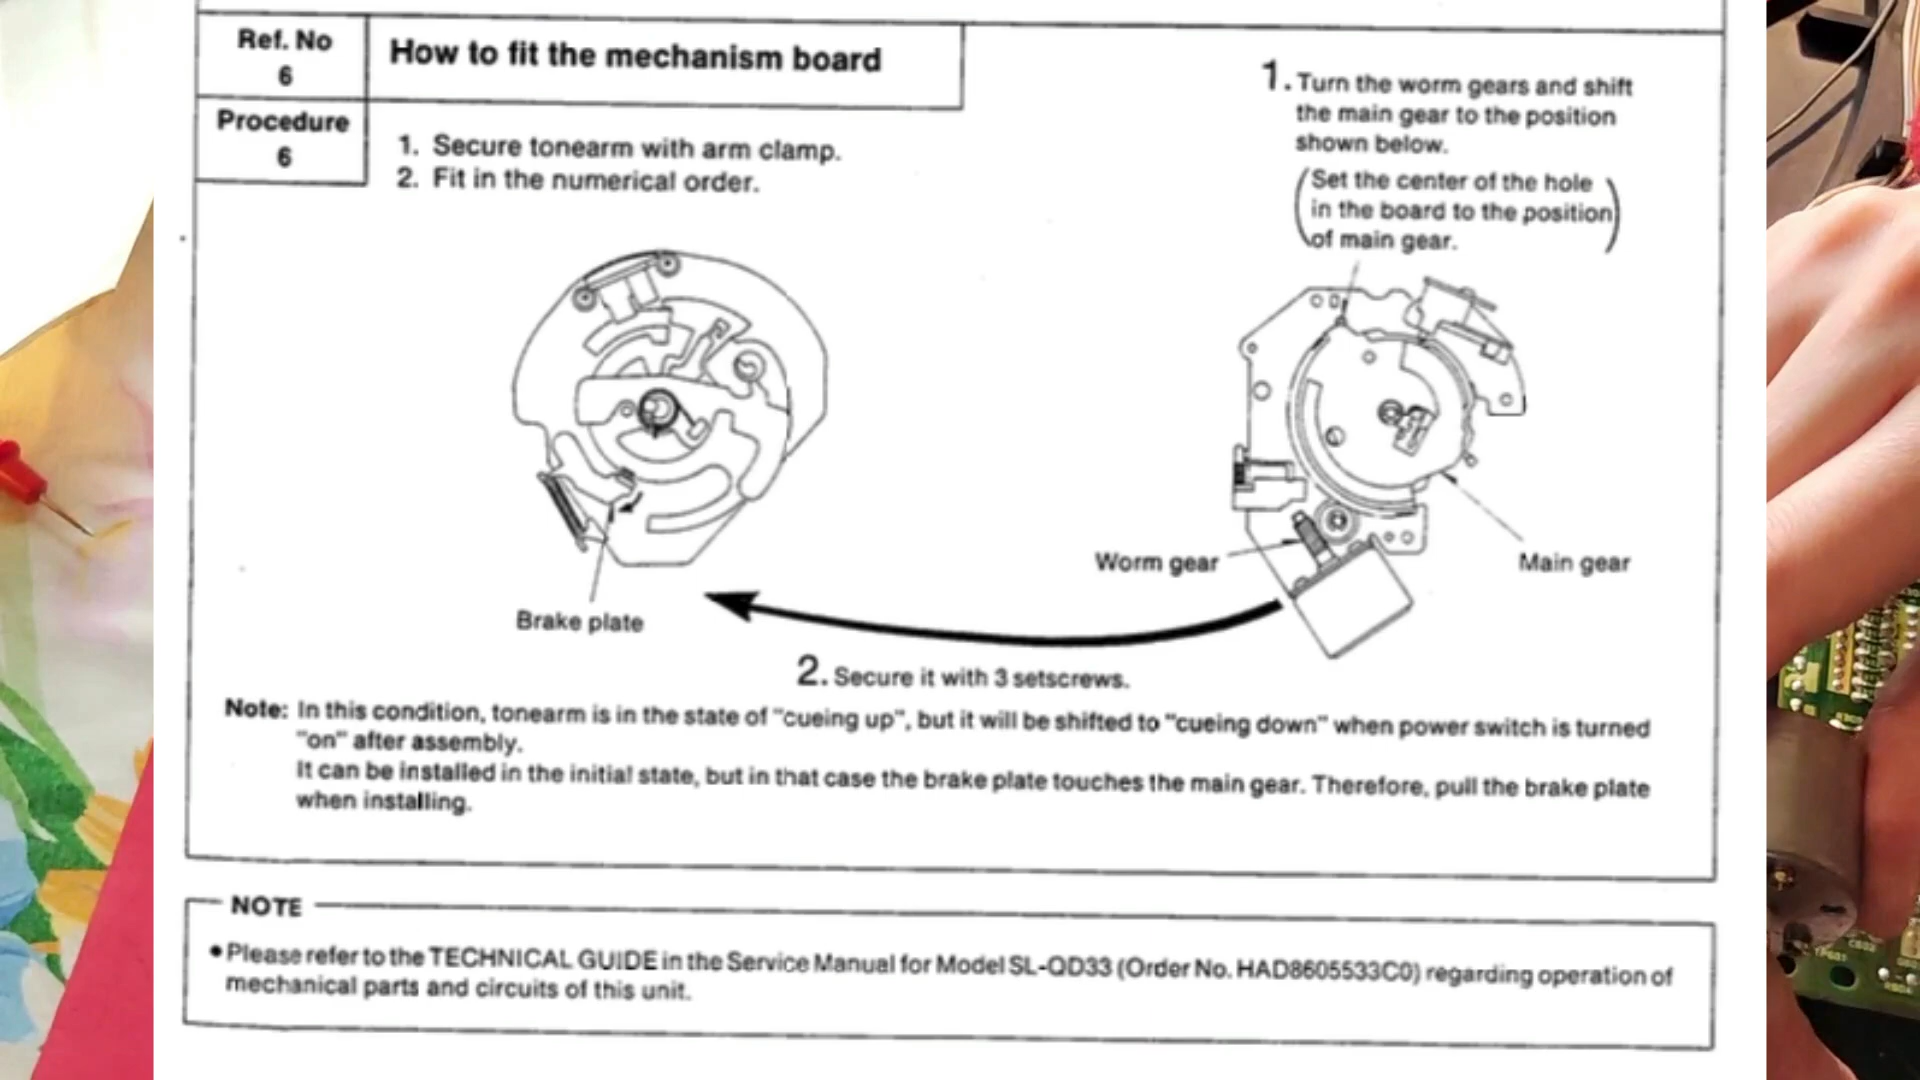 Ref. No
6
How to fit the mechanism board
Procedure
6
1. Secure tonearm with arm clamp.
2. Fit in the numerical order.
1. Turn the worm gears and shift
the main gear to the position
shown below.
(Set the center of the hole
in the board to the position
of main gear.)
Worm gear
Main gear
Brake plate
2. Secure it with 3 setscrews.
Note: In this condition, tonearm is in the state of "cueing up", but it will be shifted to "cueing down" when power switch is turned
"on" after assembly.
It can be installed in the initial state, but in that case the brake plate touches the main gear. Therefore, pull the brake plate
when installing.
NOTE
• Please refer to the TECHNICAL GUIDE in the Service Manual for Model SL-QD33 (Order No. HAD8605533C0) regarding operation of
mechanical parts and circuits of this unit.